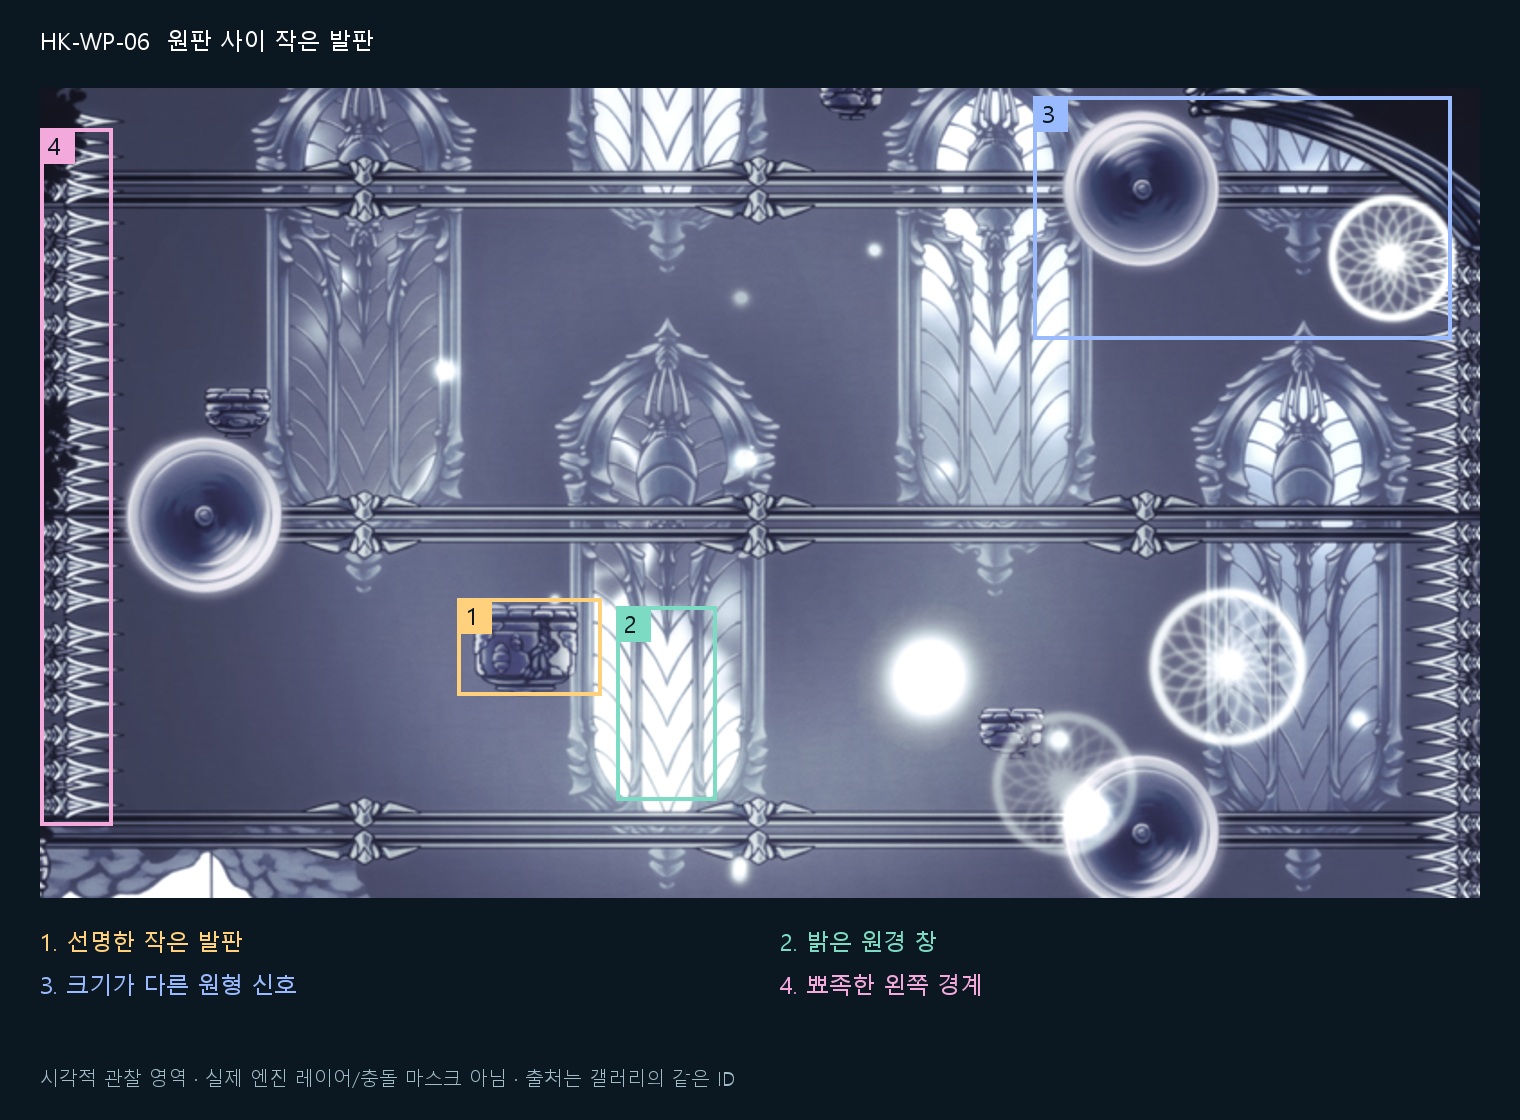 HK-WP-06 원판 사이 작은 발판
4
3
1
2
1. 선명한 작은 발판
2. 밝은 원경 창
3. 크기가 다른 원형 신호
4. 뾰족한 왼쪽 경계
시각적 관찰 영역 · 실제 엔진 레이어/충돌 마스크 아님 · 출처는 갤러리의 같은 ID